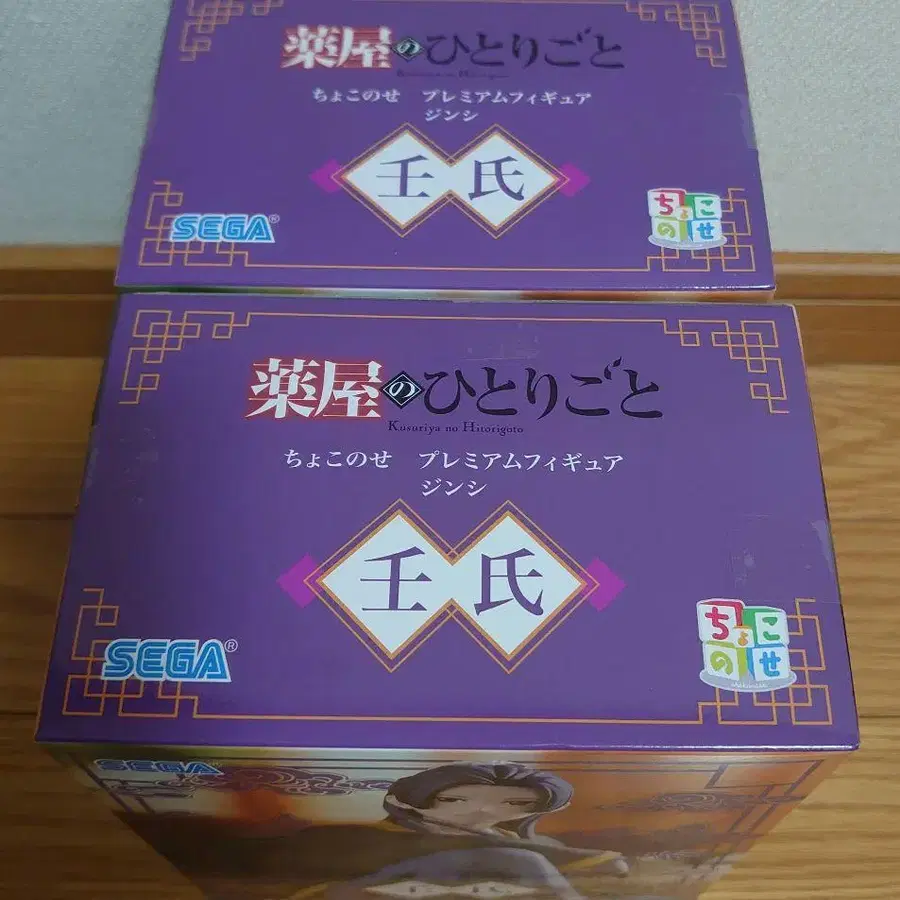 薬屋のひとりごと
Kusuriya no Hitorigoto
ちょこのせ プレミアムフィギュア
ジンシ
壬氏
SEGA®
ちょこのせ
薬屋のひとりごと
Kusuriya no Hitorigoto
ちょこのせ プレミアムフィギュア
ジンシ
壬氏
SEGA®
ちょこのせ
SEGA